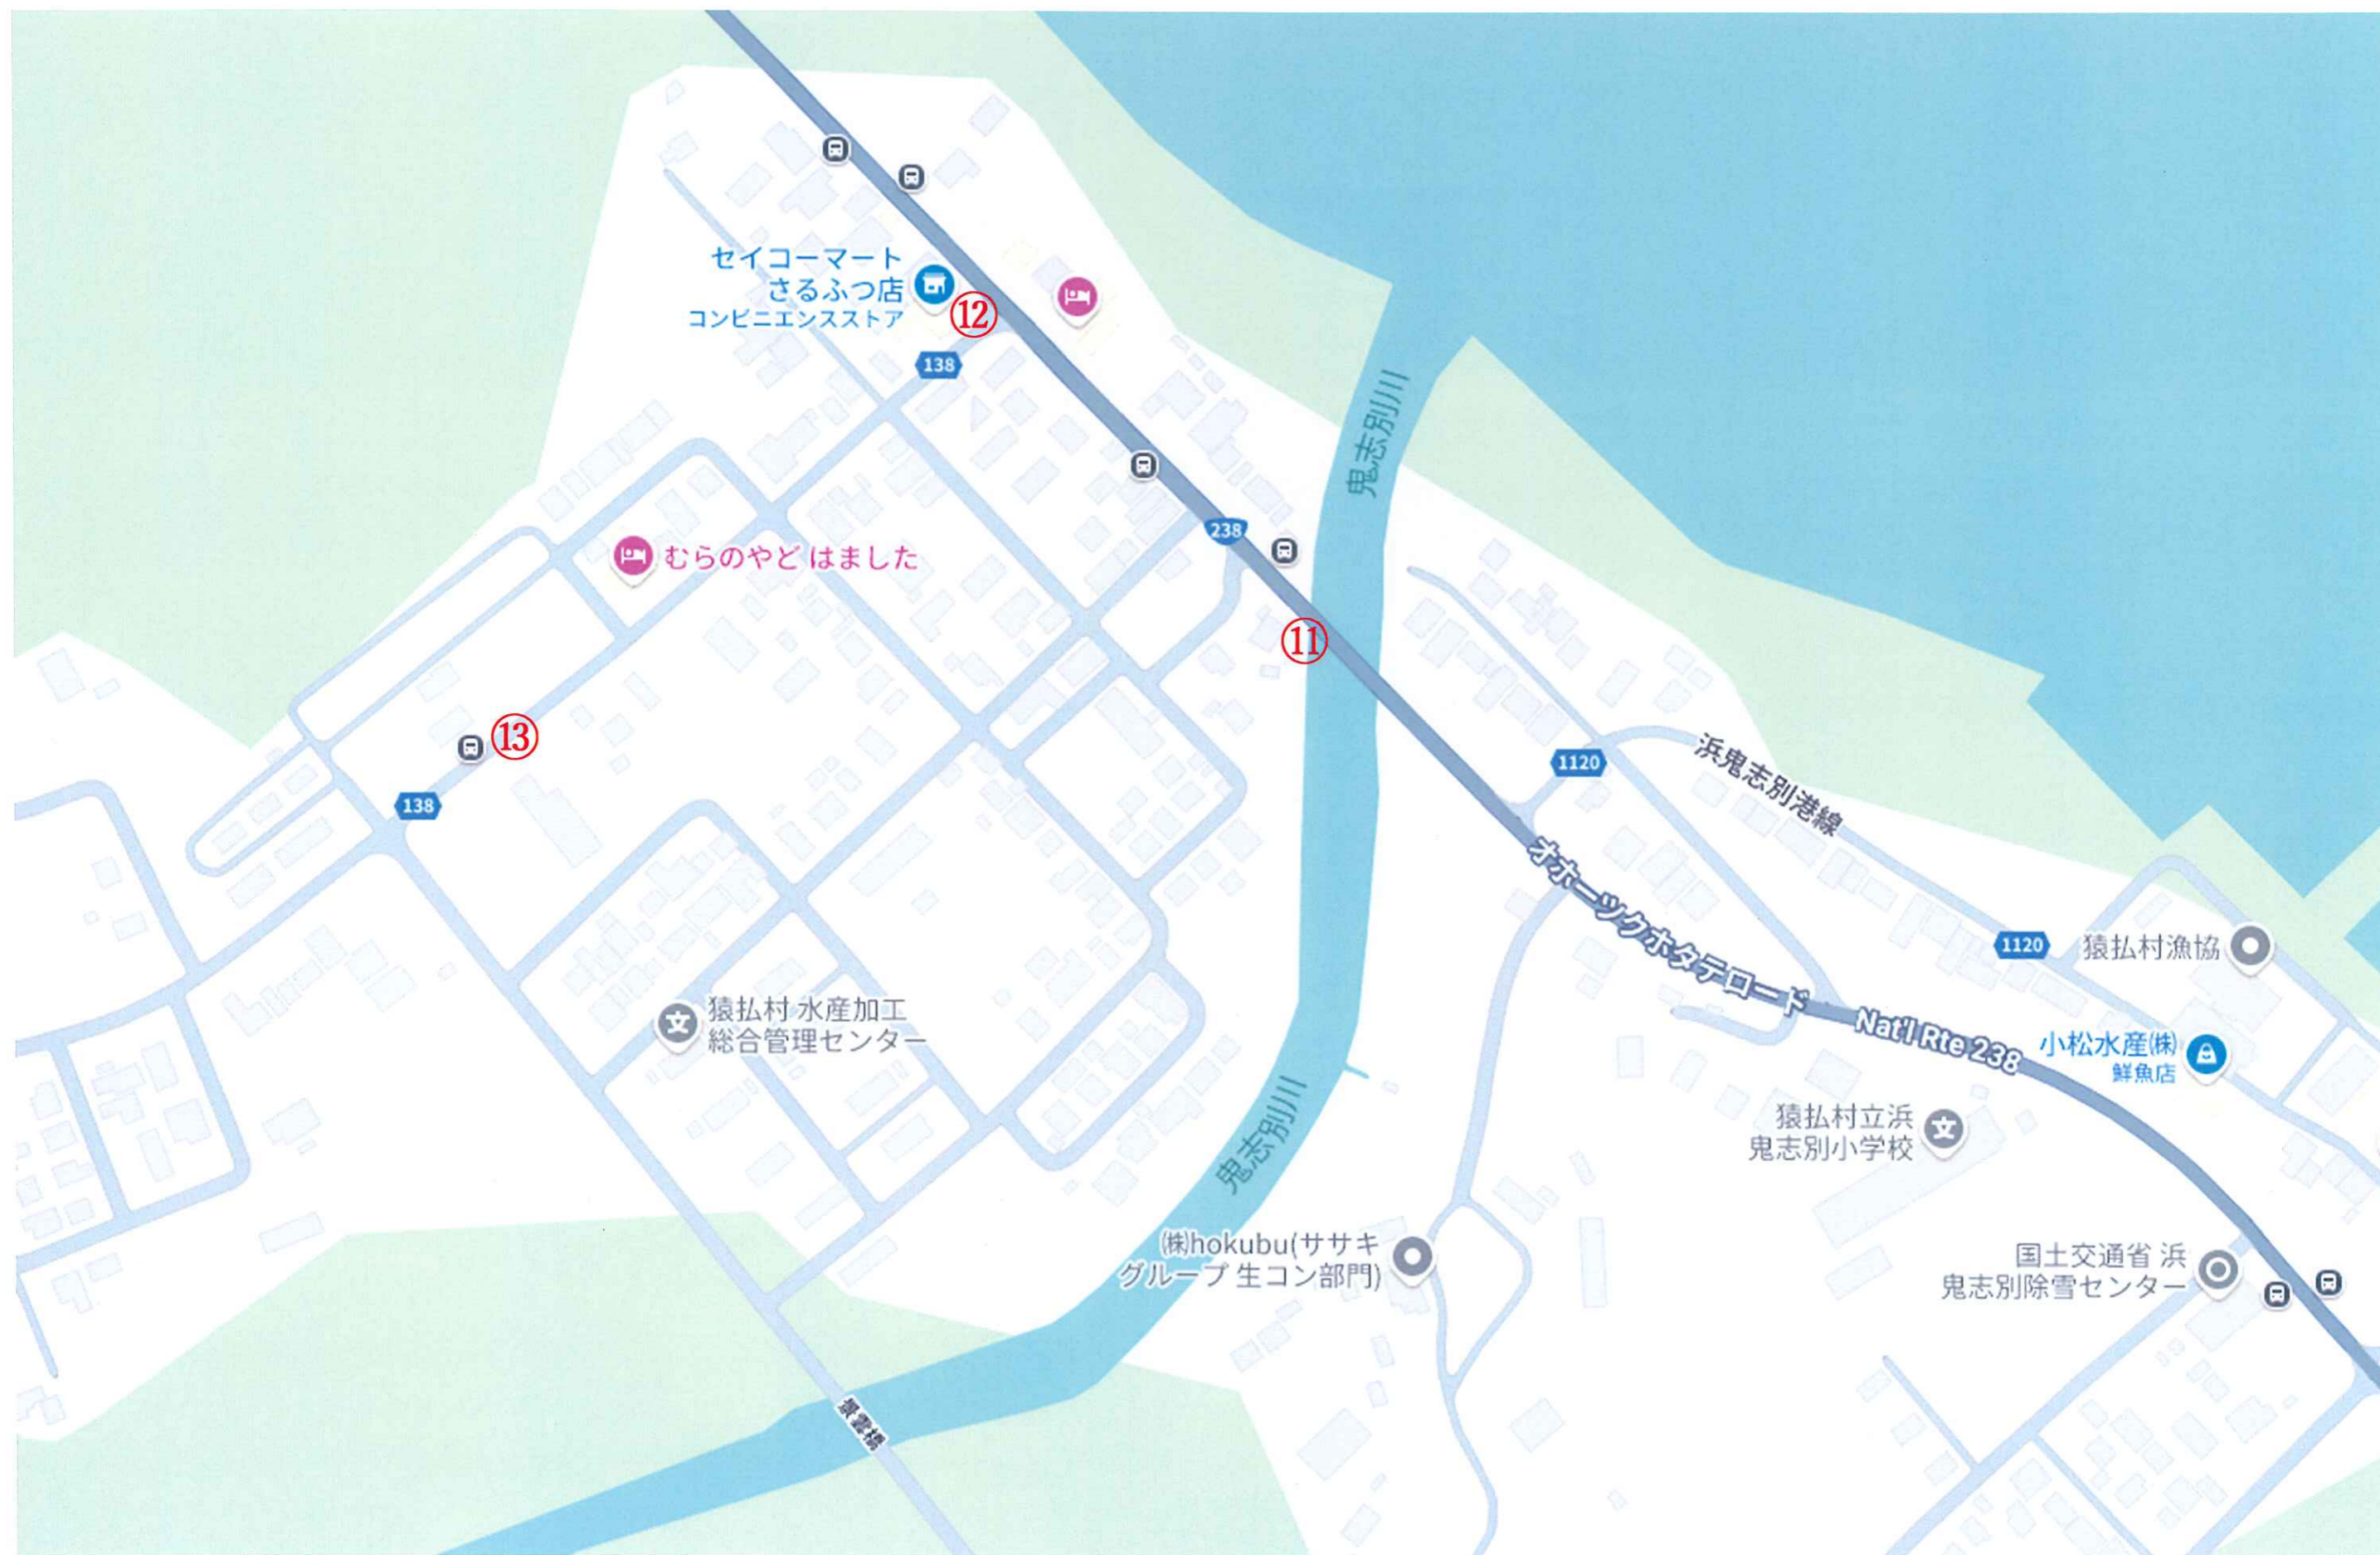 セイコーマート
さるふつ店
コンビニエンスストア
⑫
138
鬼志別川
238
むらのやど はました
⑪
⑬
138
1120
浜鬼志別港線
オホーツクホタテロード
Nat'l Rte 238
1120
猿払村漁協
猿払村 水産加工
総合管理センター
小松水産㈱
鮮魚店
猿払村立浜
鬼志別小学校
鬼志別川
㈱hokubu(ササキ
グループ 生コン部門)
国土交通省 浜
鬼志別除雪センター
景雲橋